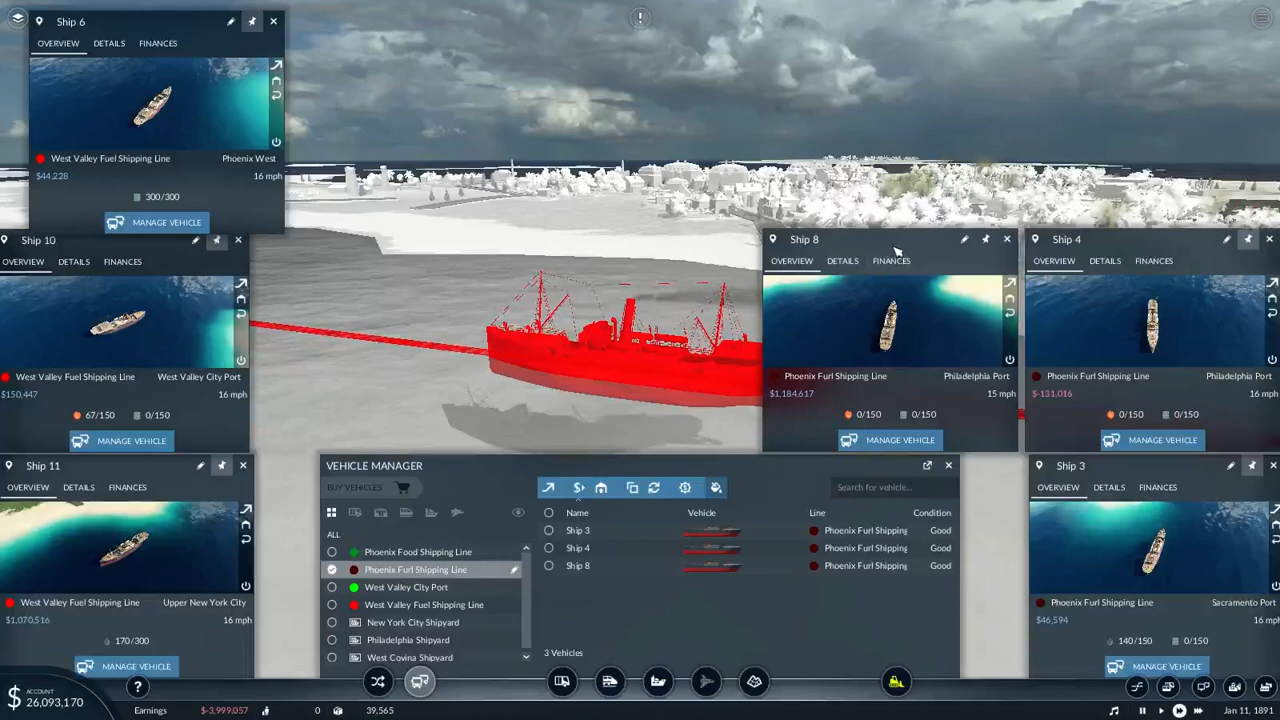 Ship 6
OVERVIEW DETAILS FINANCES
West Valley Fuel Shipping Line Phoenix West
$44,228 16 mph
300/300
MANAGE VEHICLE
Ship 10
OVERVIEW DETAILS FINANCES
West Valley Fuel Shipping Line West Valley City Port
$150,447 16 mph
67/150 0/150
MANAGE VEHICLE
Ship 8
OVERVIEW DETAILS FINANCES
Phoenix Furl Shipping Line Philadelphia Port
$1,184,617 15 mph
0/150 0/150
MANAGE VEHICLE
Ship 4
OVERVIEW DETAILS FINANCES
Phoenix Furl Shipping Line Philadelphia Port
$-131,016 16 mph
0/150 0/150
MANAGE VEHICLE
Ship 11
OVERVIEW DETAILS FINANCES
West Valley Fuel Shipping Line Upper New York City
$1,070,516 16 mph
170/300
MANAGE VEHICLE
VEHICLE MANAGER
BUY VEHICLES
Search for vehicle...
ALL
Phoenix Food Shipping Line
Phoenix Furl Shipping Line
West Valley City Port
West Valley Fuel Shipping Line
New York City Shipyard
Philadelphia Shipyard
West Covina Shipyard
Name Vehicle Line Condition
Ship 3 Phoenix Furl Shipping Good
Ship 4 Phoenix Furl Shipping Good
Ship 8 Phoenix Furl Shipping Good
3 Vehicles
Ship 3
OVERVIEW DETAILS FINANCES
Phoenix Furl Shipping Line Sacramento Port
$46,594 16 mph
140/150 0/150
MANAGE VEHICLE
$ ACCOUNT
26,093,170
?
Earnings $-3,999,057 0 39,565
Jan 11, 1891